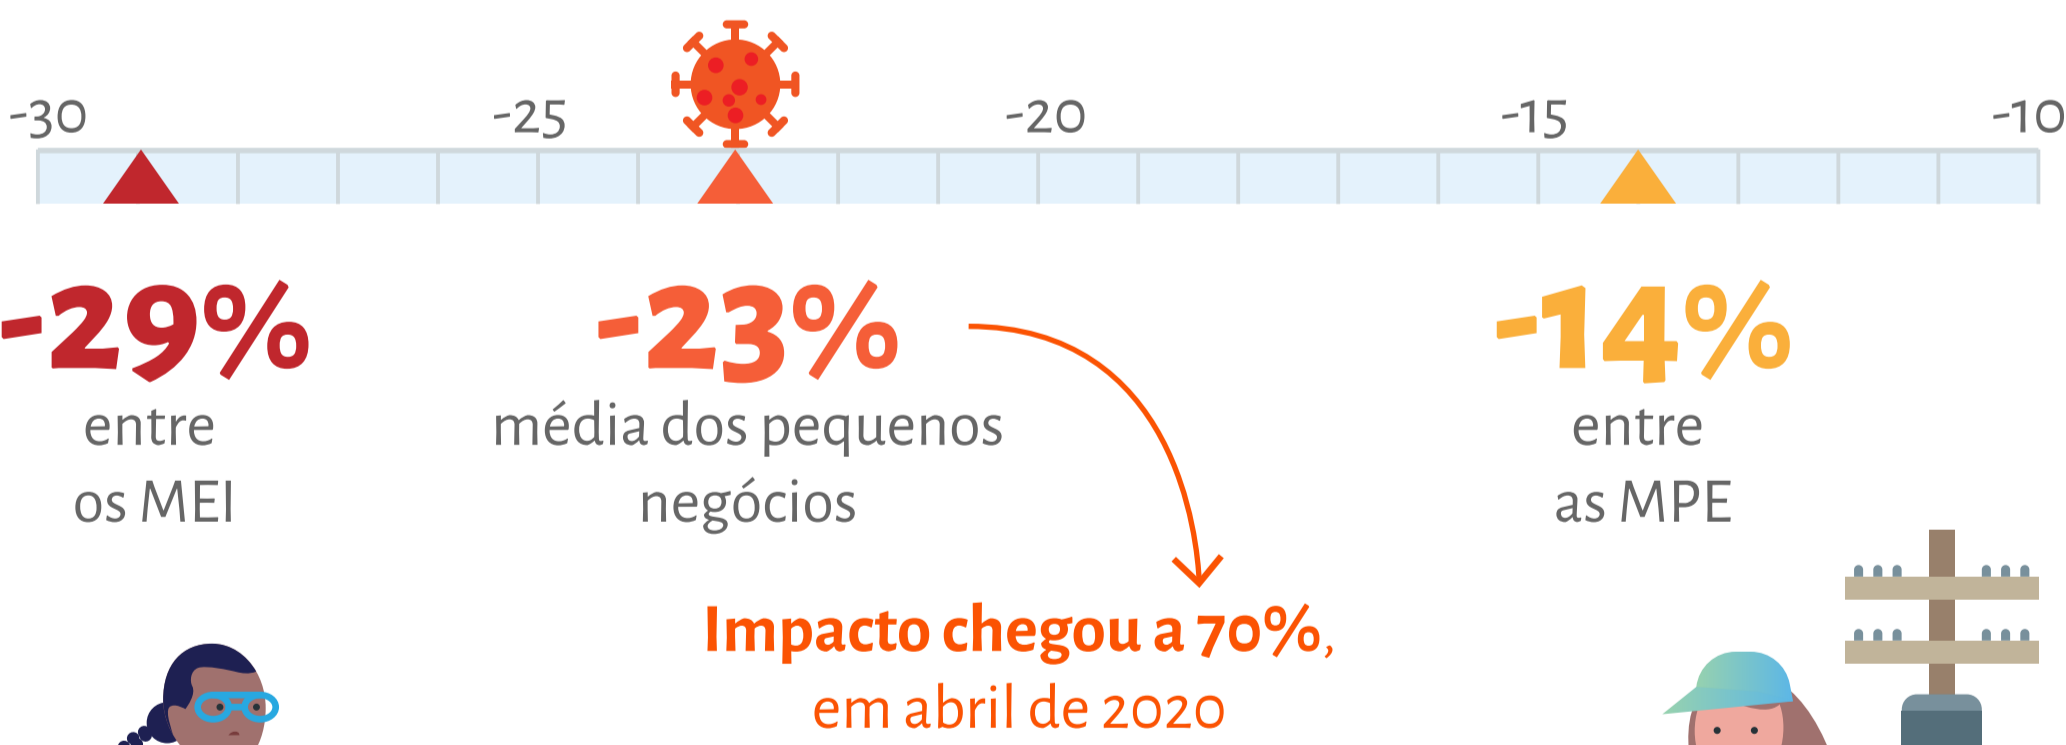 -30 -25 -20 -15 -10
-29% -23% -14%
entre média dos pequenos entre
os MEI negócios as MPE
Impacto chegou a 70%,
em abril de 2020